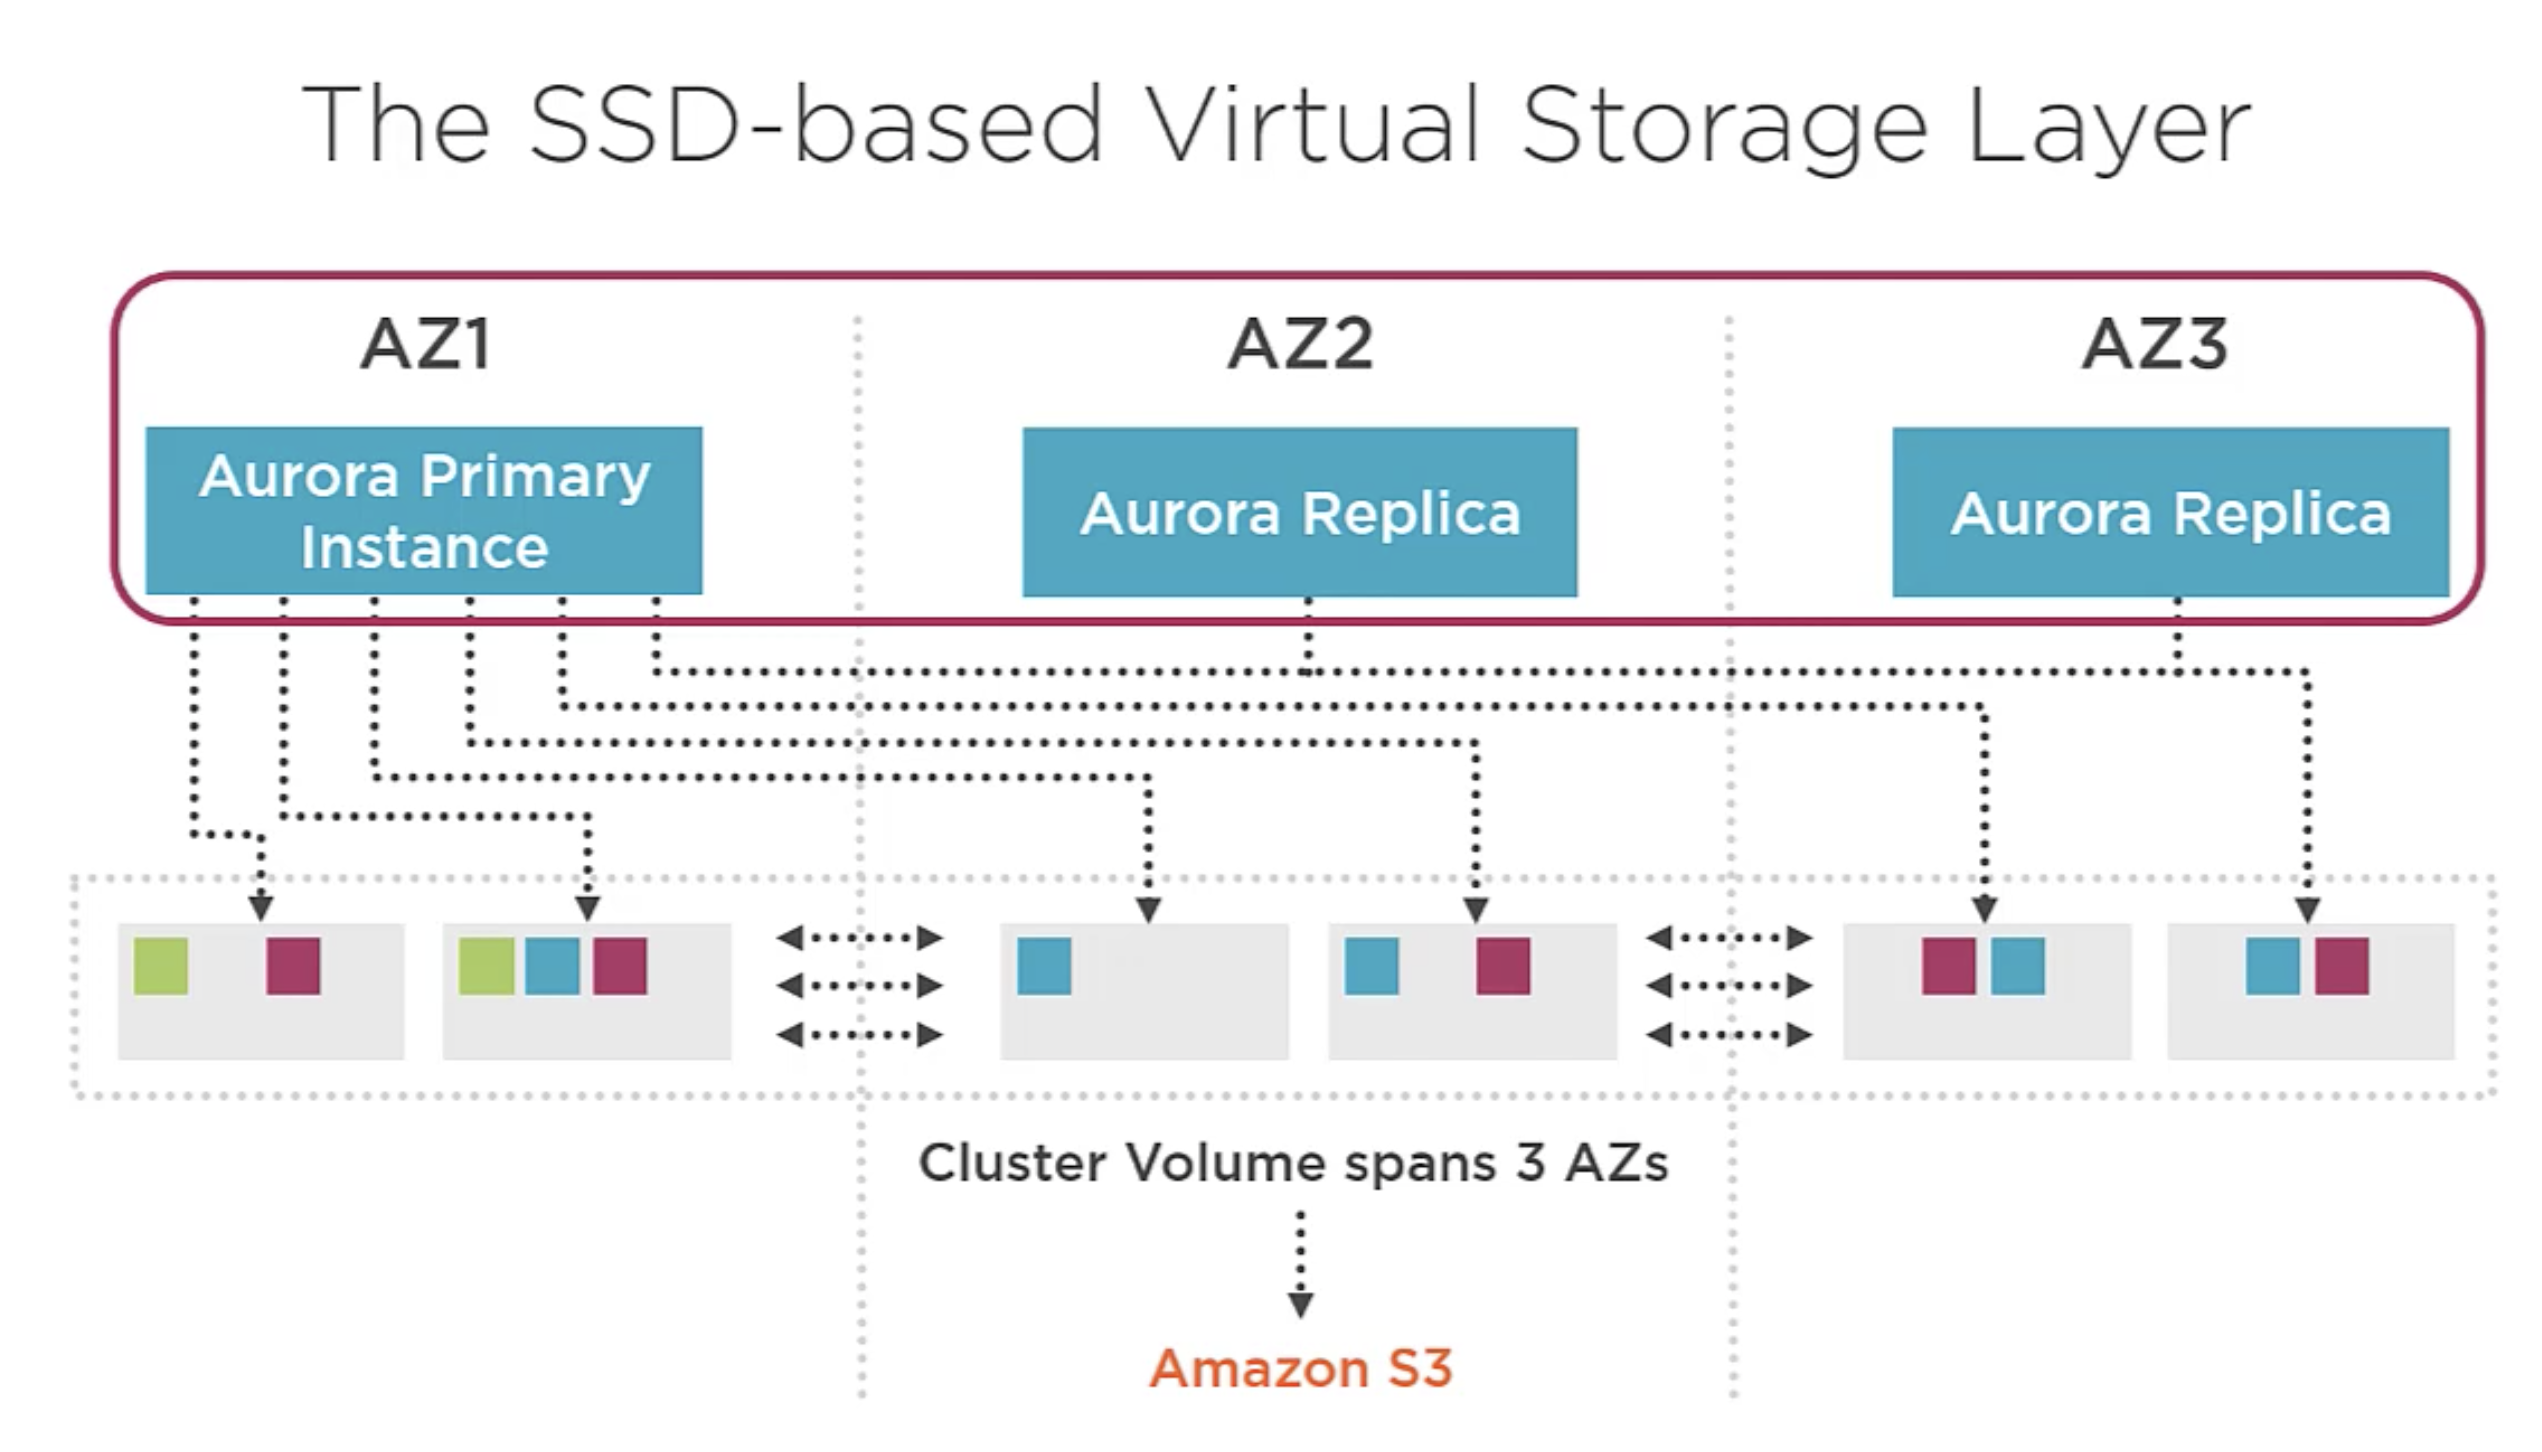 The SSD-based Virtual Storage Layer
AZ1
AZ2
AZ3
Aurora Primary
Instance
Aurora Replica
Aurora Replica
Cluster Volume spans 3 AZs
Amazon S3